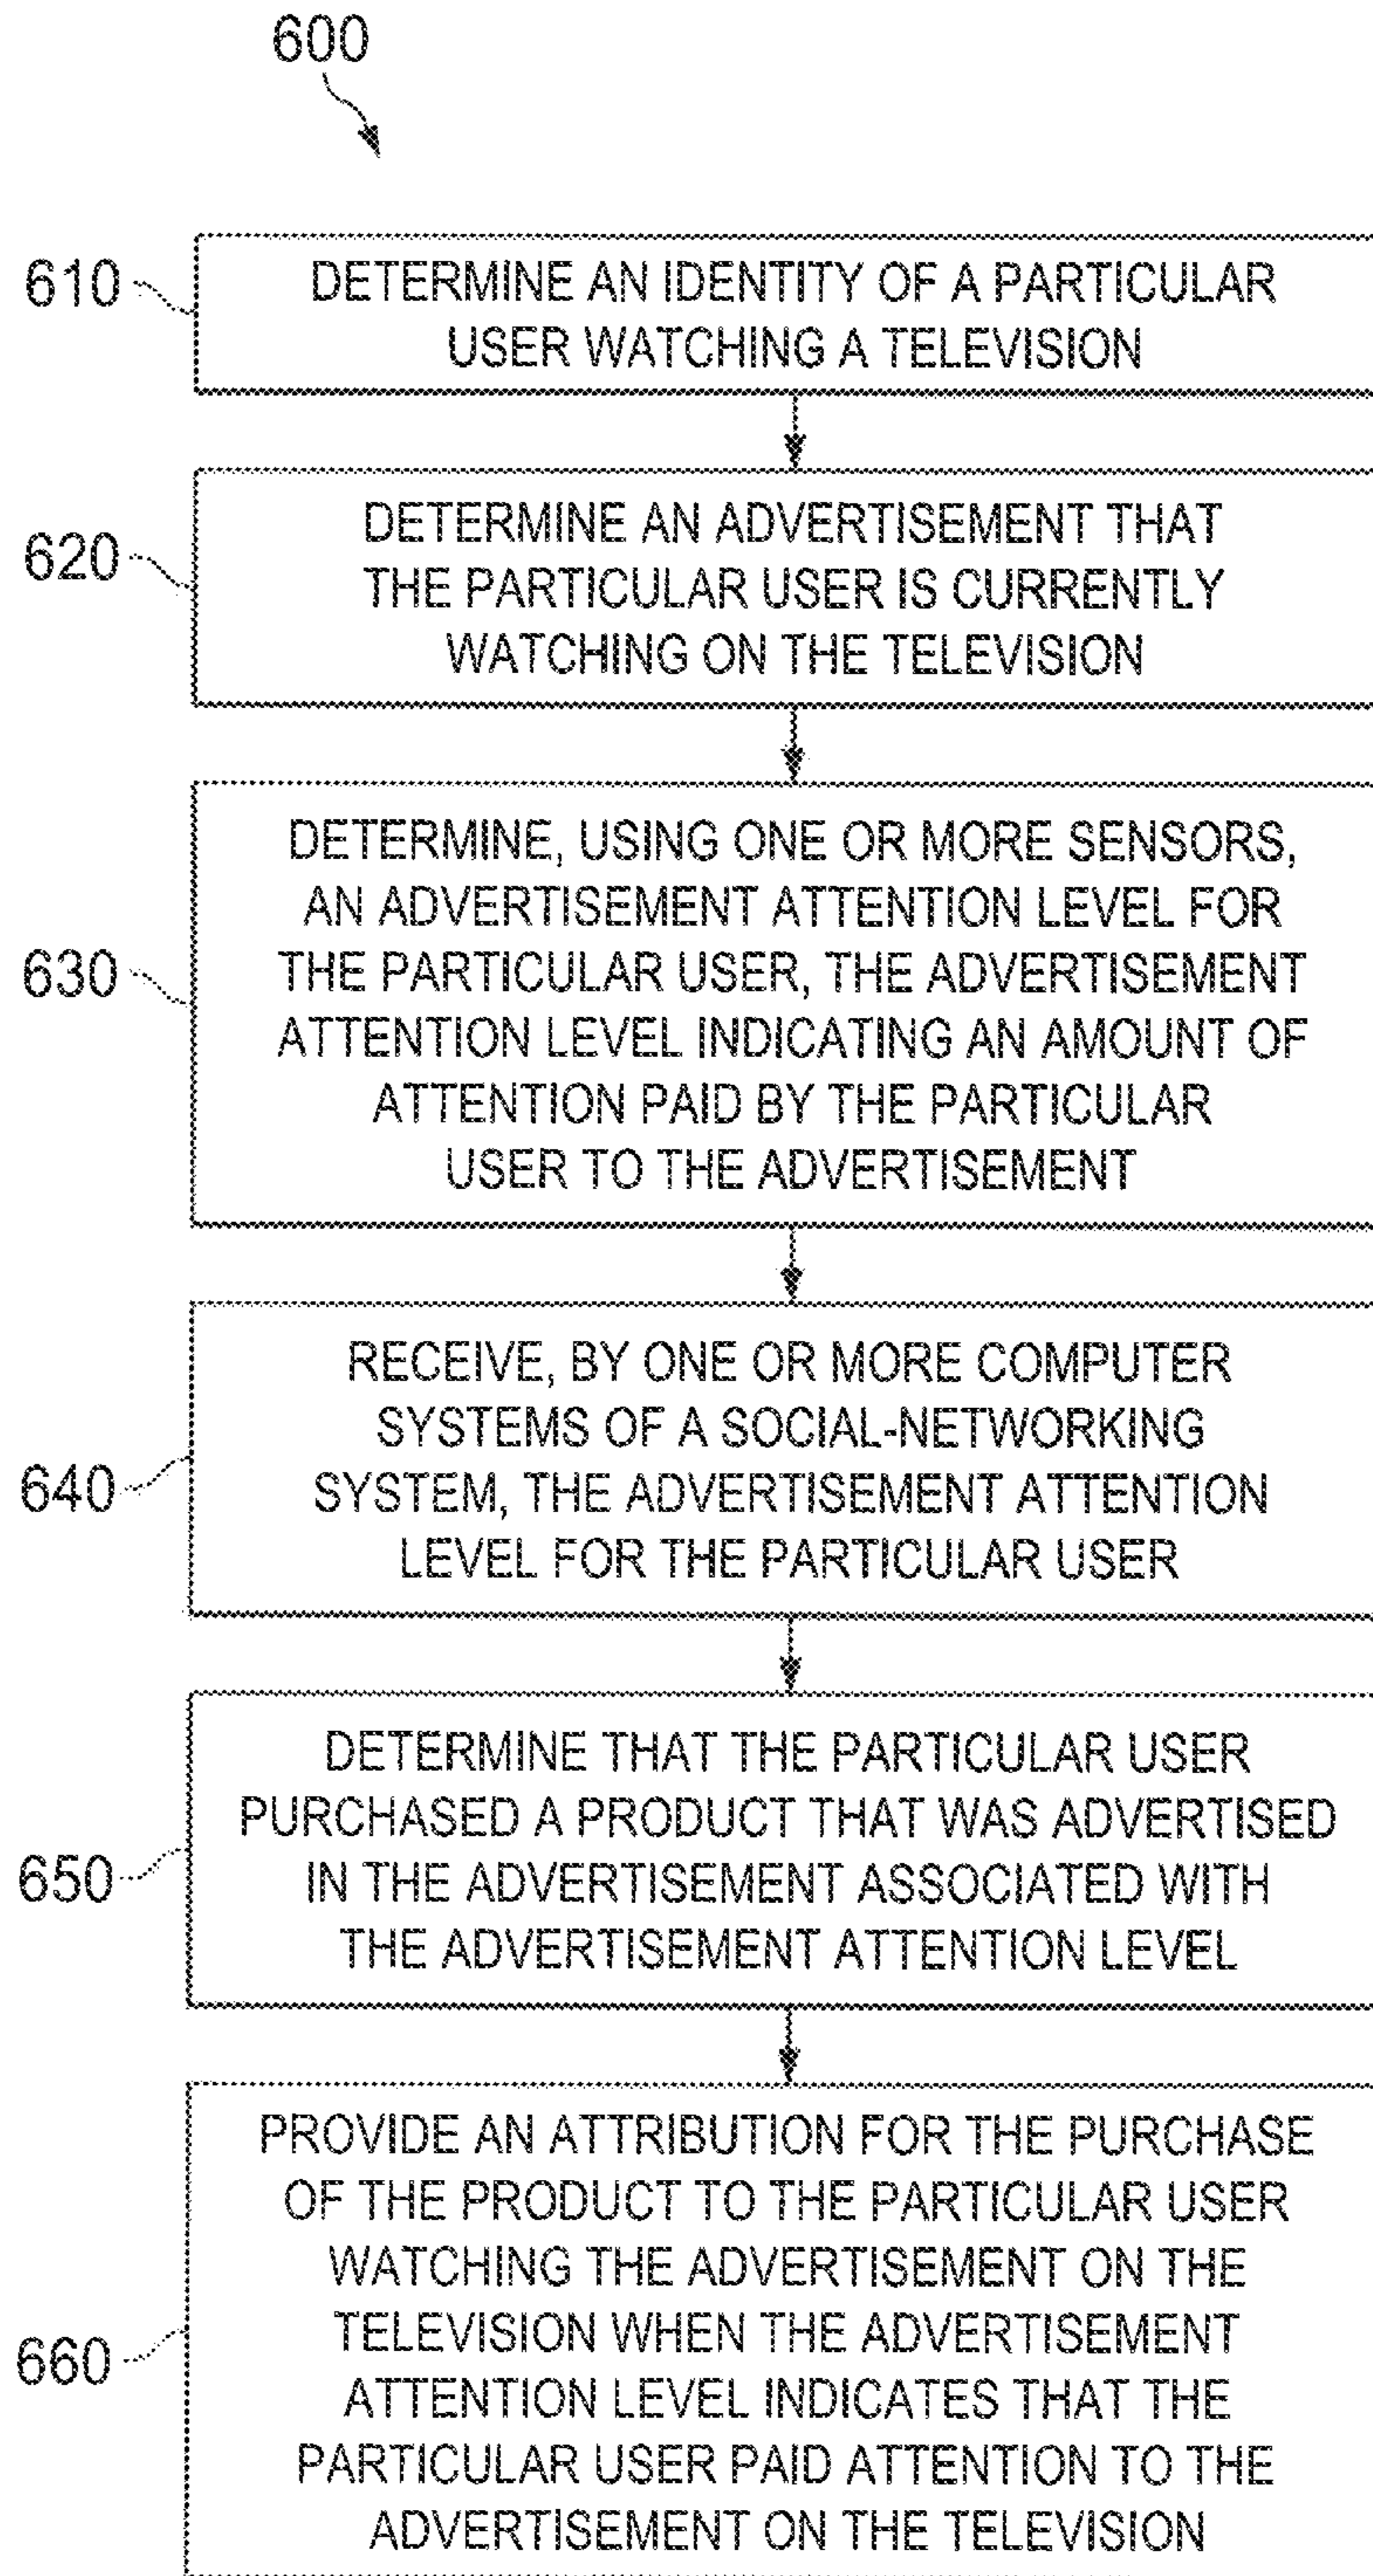 600
610
DETERMINE AN IDENTITY OF A PARTICULAR
USER WATCHING A TELEVISION
620
DETERMINE AN ADVERTISEMENT THAT
THE PARTICULAR USER IS CURRENTLY
WATCHING ON THE TELEVISION
630
DETERMINE, USING ONE OR MORE SENSORS,
AN ADVERTISEMENT ATTENTION LEVEL FOR
THE PARTICULAR USER, THE ADVERTISEMENT
ATTENTION LEVEL INDICATING AN AMOUNT OF
ATTENTION PAID BY THE PARTICULAR
USER TO THE ADVERTISEMENT
640
RECEIVE, BY ONE OR MORE COMPUTER
SYSTEMS OF A SOCIAL-NETWORKING
SYSTEM, THE ADVERTISEMENT ATTENTION
LEVEL FOR THE PARTICULAR USER
650
DETERMINE THAT THE PARTICULAR USER
PURCHASED A PRODUCT THAT WAS ADVERTISED
IN THE ADVERTISEMENT ASSOCIATED WITH
THE ADVERTISEMENT ATTENTION LEVEL
660
PROVIDE AN ATTRIBUTION FOR THE PURCHASE
OF THE PRODUCT TO THE PARTICULAR USER
WATCHING THE ADVERTISEMENT ON THE
TELEVISION WHEN THE ADVERTISEMENT
ATTENTION LEVEL INDICATES THAT THE
PARTICULAR USER PAID ATTENTION TO THE
ADVERTISEMENT ON THE TELEVISION